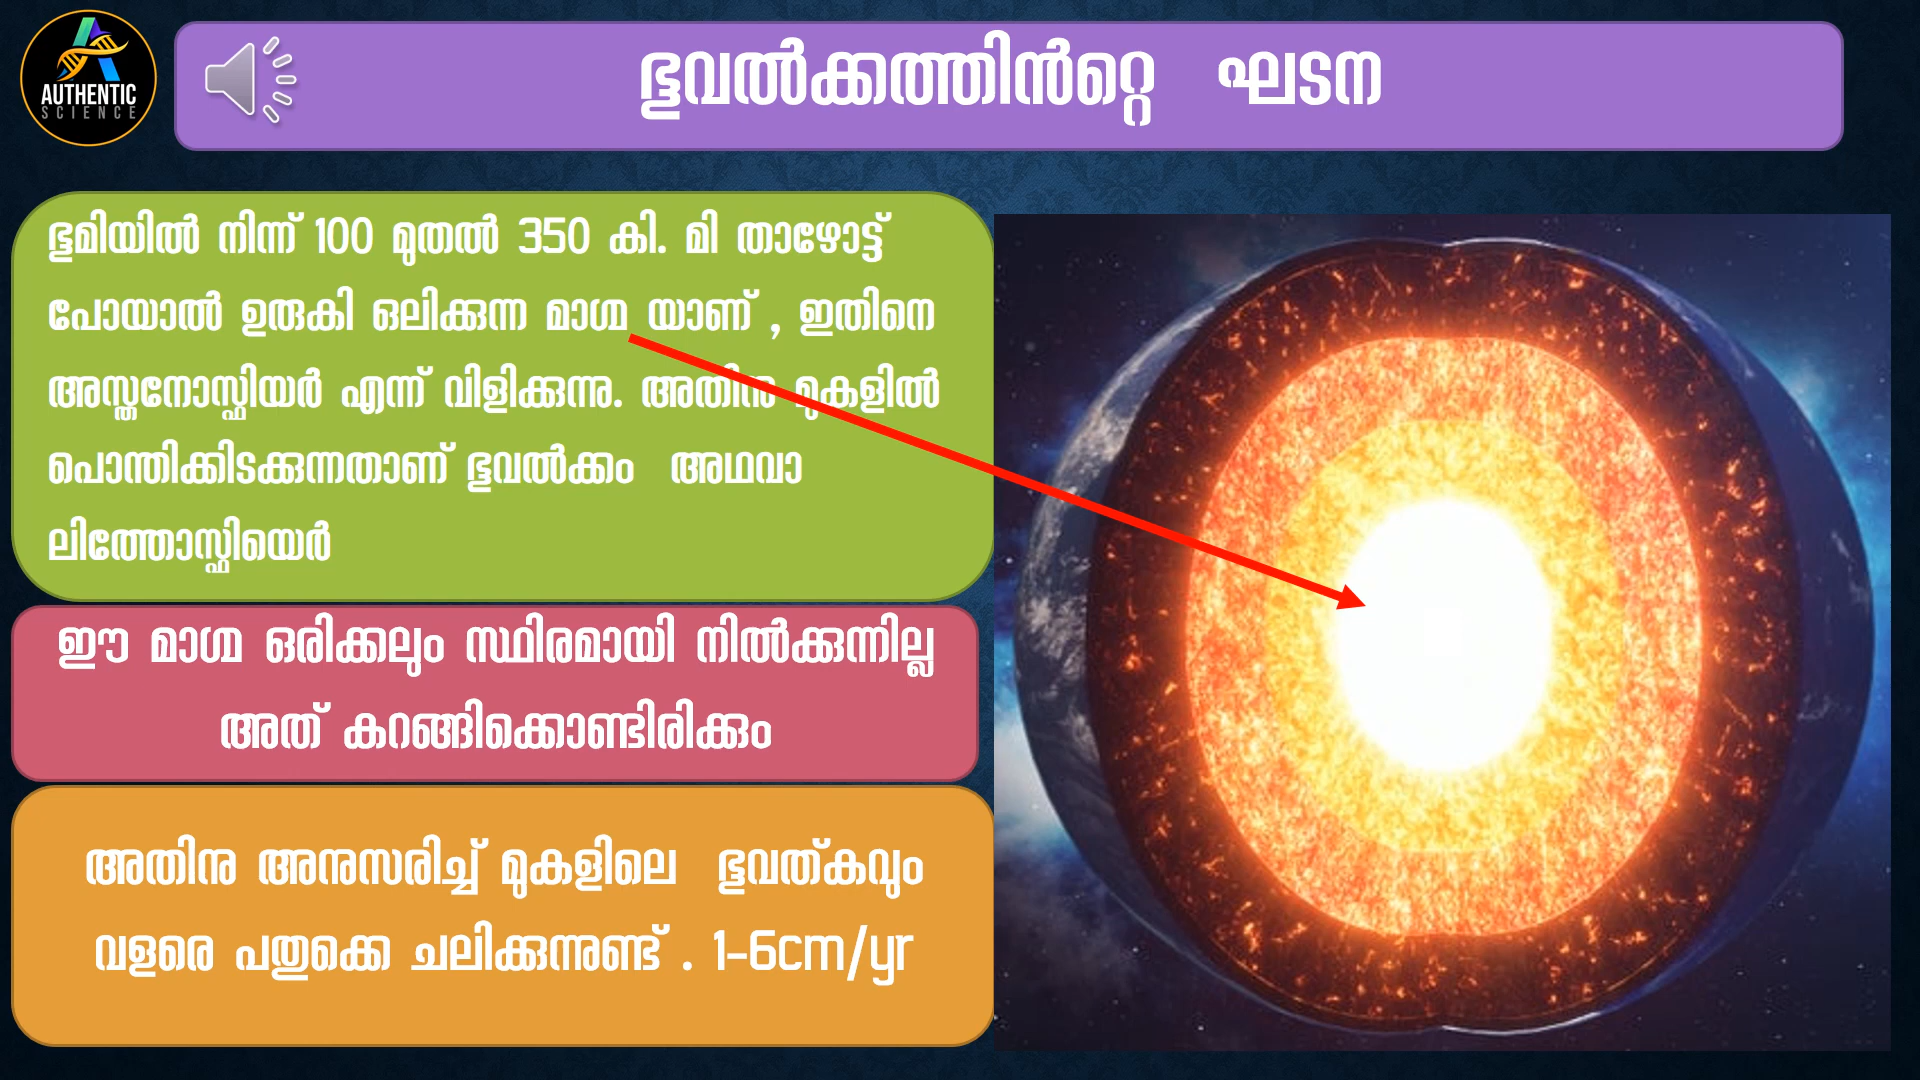 AUTHENTIC
SCIENCE
ഭൂവൽക്കത്തിൻറ്റെ ഘടന
ഭൂമിയിൽ നിന്ന് 100 മുതൽ 350 കി. മി താഴോട്ട്
പോയാൽ ഉരുകി ഒലിക്കുന്ന മാഗ്മ യാണ് , ഇതിനെ
അസ്തനോസ്ഫിയർ എന്ന് വിളിക്കുന്നു. അതിനു മുകളിൽ
പൊന്തിക്കിടക്കുന്നതാണ് ഭൂവൽക്കം അഥവാ
ലിത്തോസ്ഫിയെർ
ഈ മാഗ്മ ഒരിക്കലും സ്ഥിരമായി നിൽക്കുന്നില്ല
അത് കറങ്ങിക്കൊണ്ടിരിക്കും
അതിനു അനുസരിച്ച് മുകളിലെ ഭൂവത്കവും
വളരെ പതുക്കെ ചലിക്കുന്നുണ്ട് . 1-6cm/yr